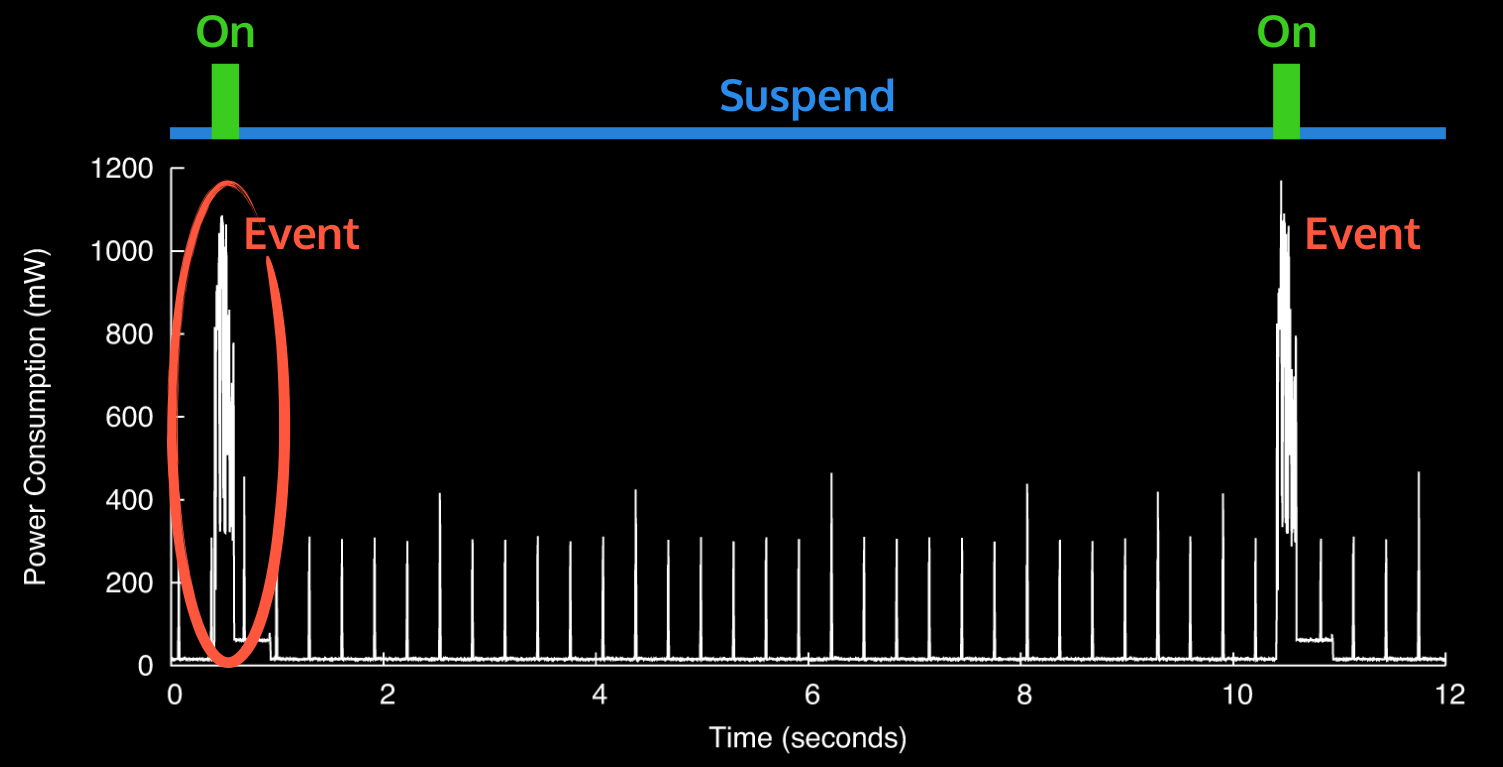 On
On
Suspend
1200
1000
800
600
400
200
0
Event
Event
Power Consumption (mW)
0
2
4
6
8
10
12
Time (seconds)